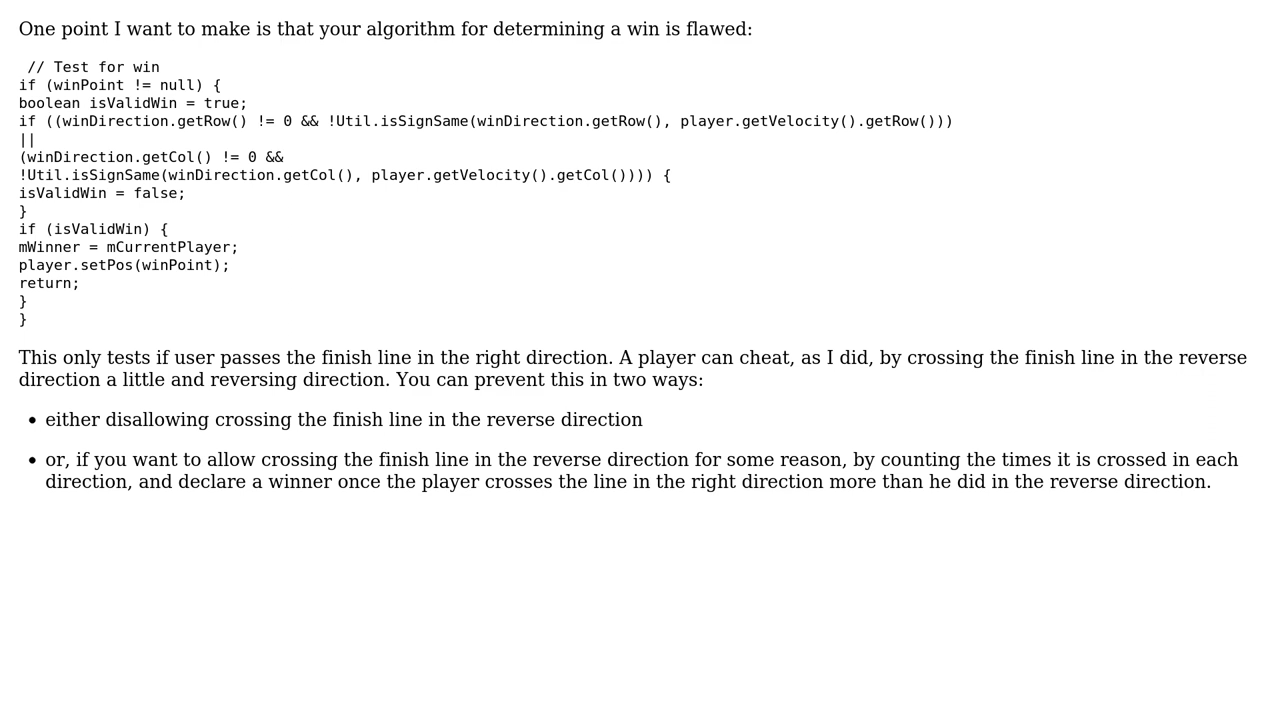 One point I want to make is that your algorithm for determining a win is flawed:
// Test for win
if (winPoint != null) {
boolean isValidWin = true;
if ((winDirection.getRow() != 0 && !Util.isSignSame(winDirection.getRow(), player.getVelocity().getRow()))
||
(winDirection.getCol() != 0 &&
!Util.isSignSame(winDirection.getCol(), player.getVelocity().getCol()))) {
isValidWin = false;
}
if (isValidWin) {
mWinner = mCurrentPlayer;
player.setPos(winPoint);
return;
}
}
This only tests if user passes the finish line in the right direction. A player can cheat, as I did, by crossing the finish line in the reverse
direction a little and reversing direction. You can prevent this in two ways:
• either disallowing crossing the finish line in the reverse direction
• or, if you want to allow crossing the finish line in the reverse direction for some reason, by counting the times it is crossed in each
direction, and declare a winner once the player crosses the line in the right direction more than he did in the reverse direction.